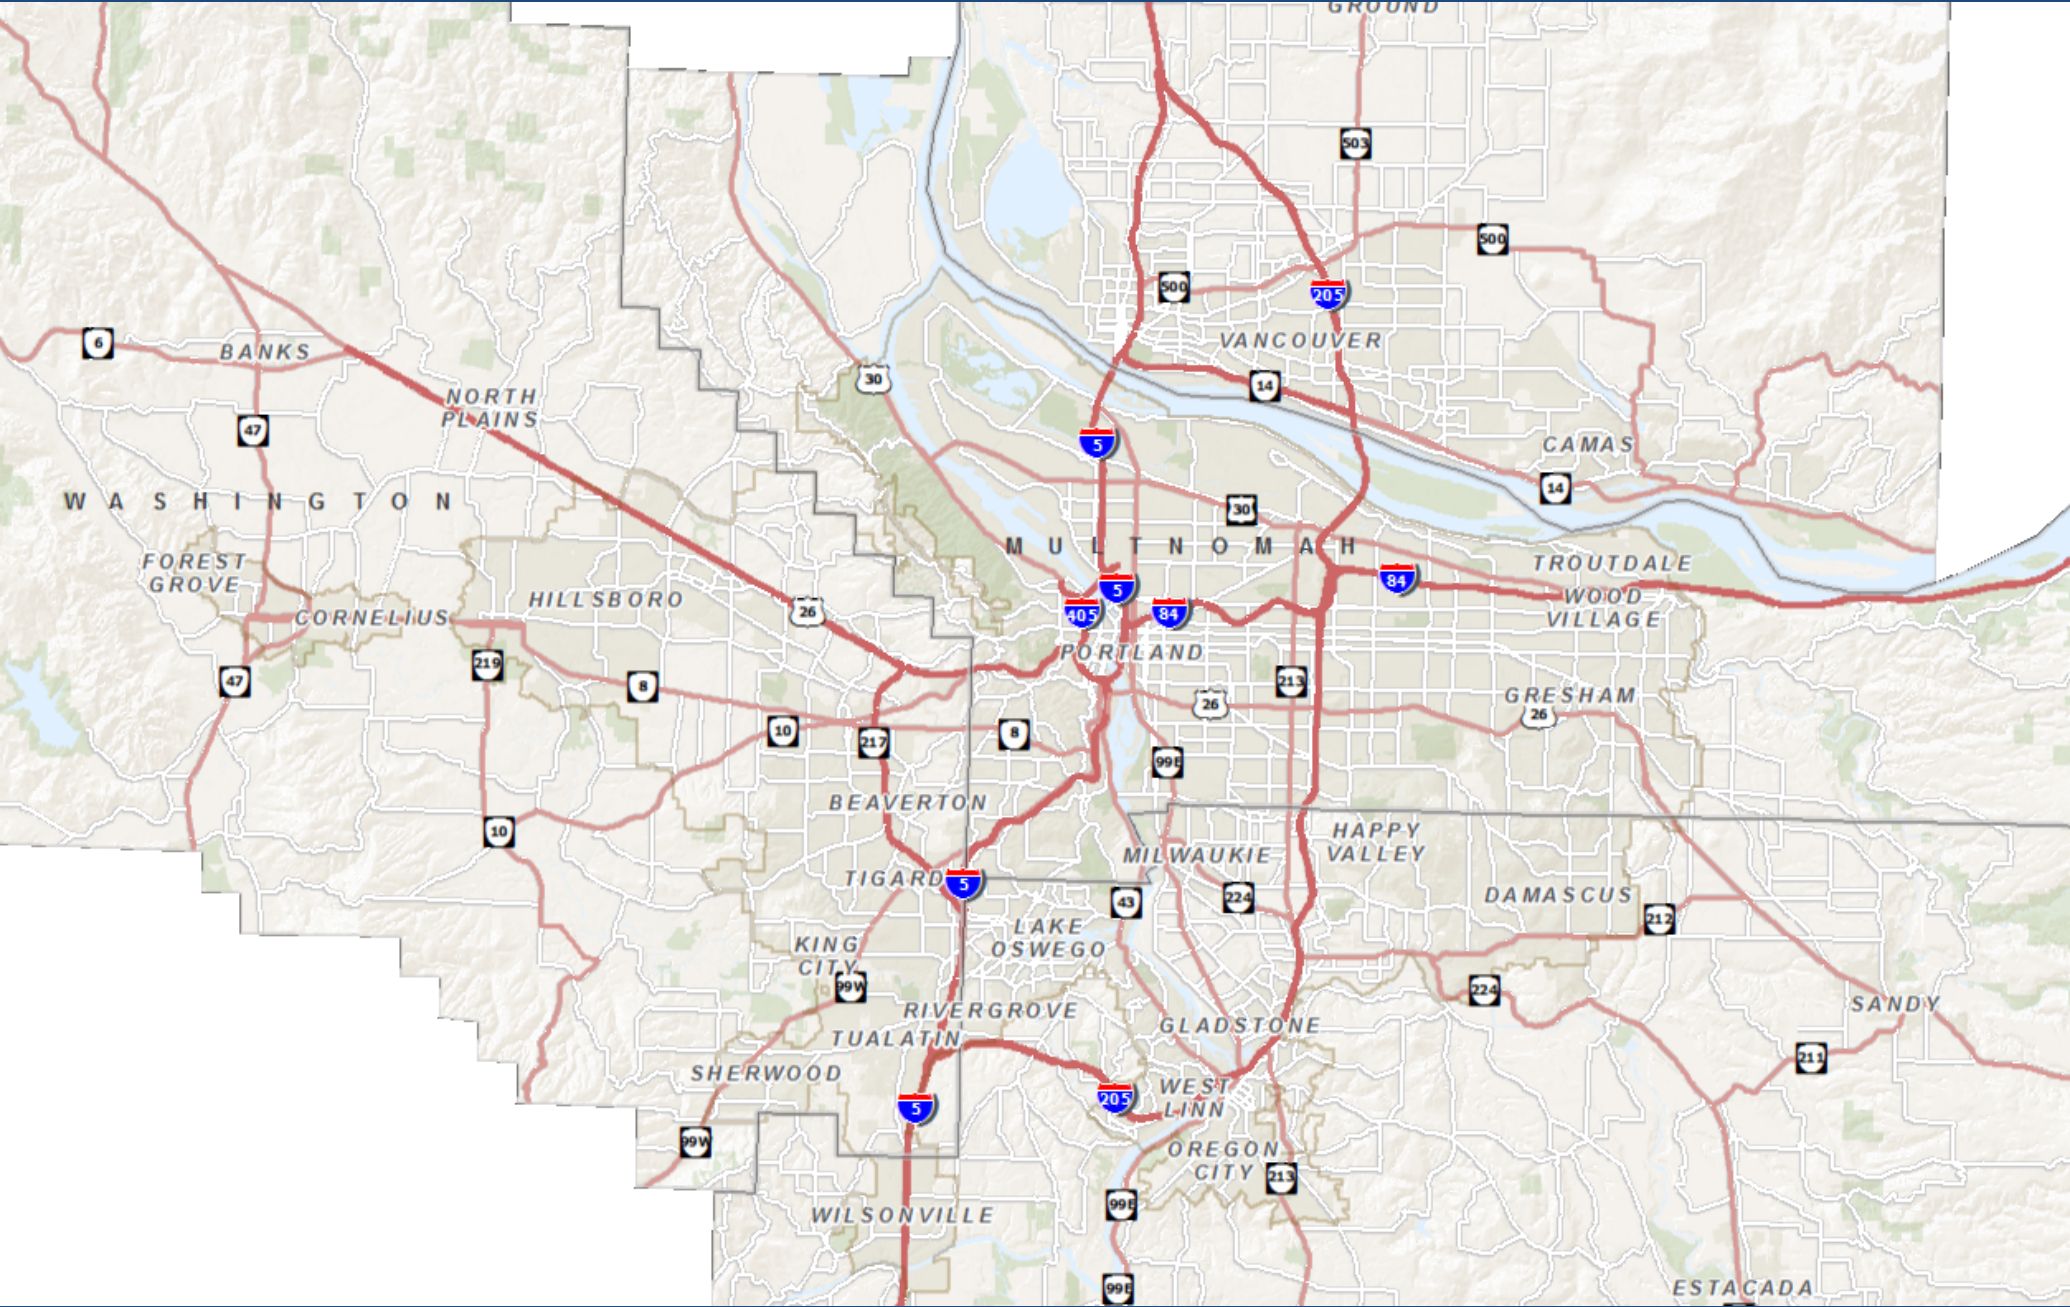 GROUND
503
500
500
205
VANCOUVER
6
BANKS
30
14
NORTH
PLAINS
47
5
CAMAS
14
WASHINGTON
30
MULTNOMAH
FOREST
GROVE
TROUTDALE
5
84
HILLSBORO
CORNELIUS
26
405
84
WOOD
VILLAGE
PORTLAND
219
47
8
213
GRESHAM
26
26
10
217
8
99E
BEAVERTON
10
HAPPY
VALLEY
MILWAUKIE
TIGARD
5
43
224
DAMASCUS
212
LAKE
OSWEGO
KING
CITY
99W
224
RIVERGROVE
SANDY
GLADSTONE
TUALATIN
211
SHERWOOD
WEST
LINN
205
5
99W
OREGON
CITY
213
99E
WILSONVILLE
99E
ESTACADA